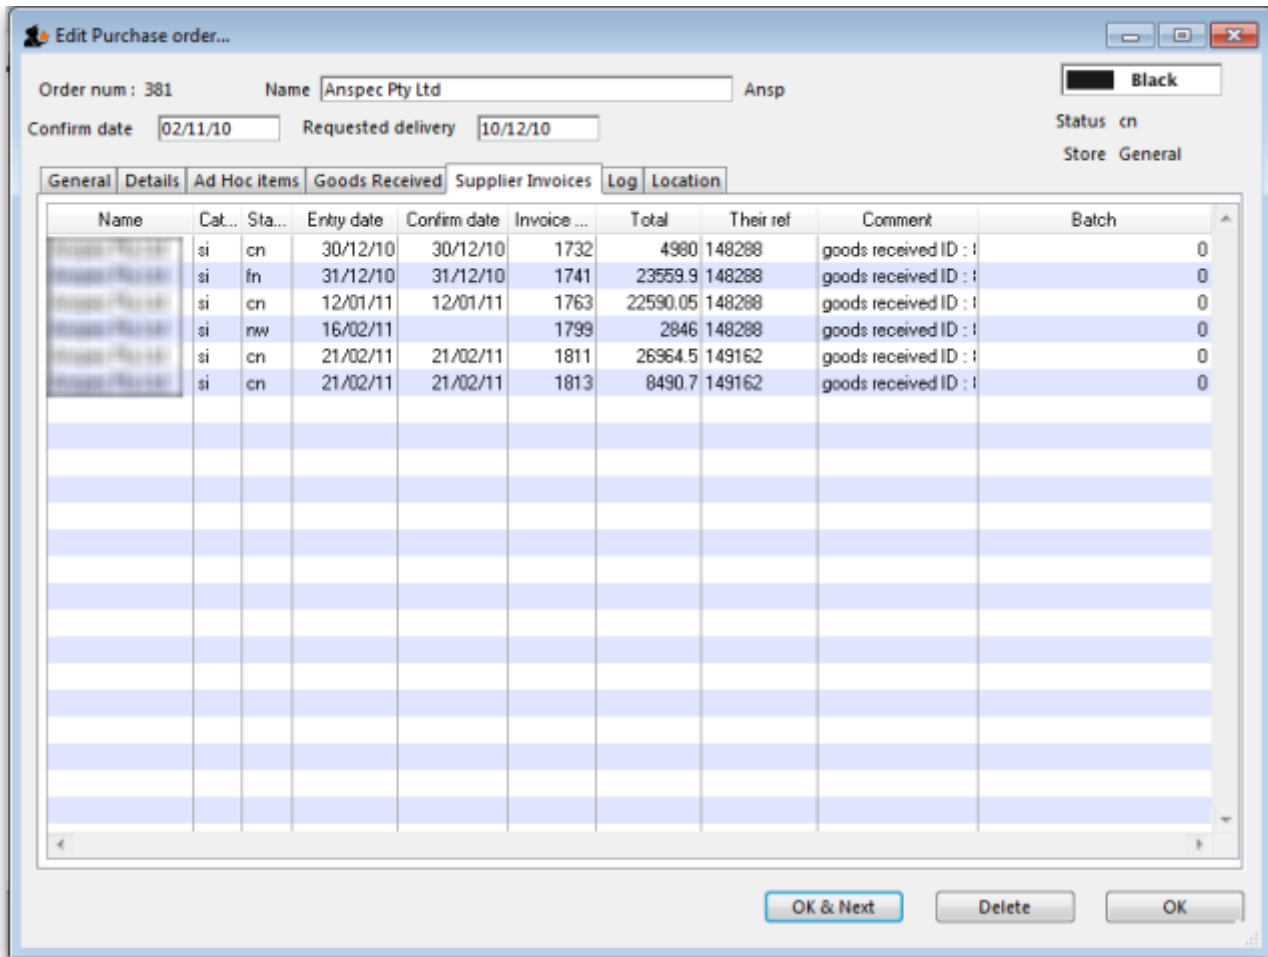 Edit Purchase order...
Order num : 381 Name Anspec Pty Ltd Ansp Black
Confirm date 02/11/10 Requested delivery 10/12/10 Status cn
Store General
General Details Ad Hoc items Goods Received Supplier Invoices Log Location
Name Cat... Sta... Entry date Confirm date Invoice ... Total Their ref Comment Batch
si cn 30/12/10 30/12/10 1732 4980 148288 goods received ID : 0
si fn 31/12/10 31/12/10 1741 23559.9 148288 goods received ID : 0
si cn 12/01/11 12/01/11 1763 22590.05 148288 goods received ID : 0
si nw 16/02/11 1799 2846 148288 goods received ID : 0
si cn 21/02/11 21/02/11 1811 26964.5 149162 goods received ID : 0
si cn 21/02/11 21/02/11 1813 8490.7 149162 goods received ID : 0
OK & Next Delete OK